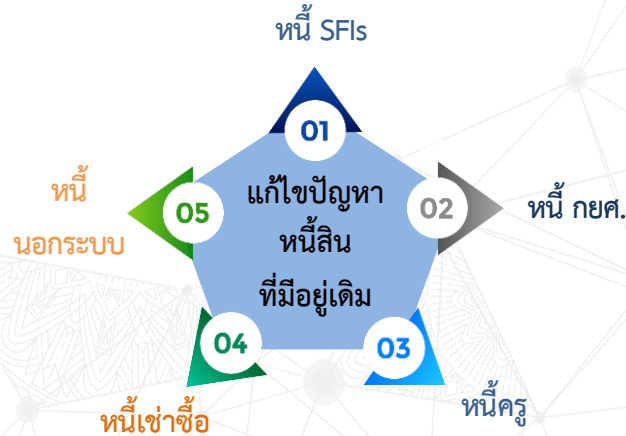 หนี้ SFIs
01
แก้ไขปัญหา
หนี้สิน
ที่มีอยู่เดิม
02
หนี้ กยศ.
03
หนี้ครู
04
หนี้เช่าซื้อ
05
หนี้
นอกระบบ